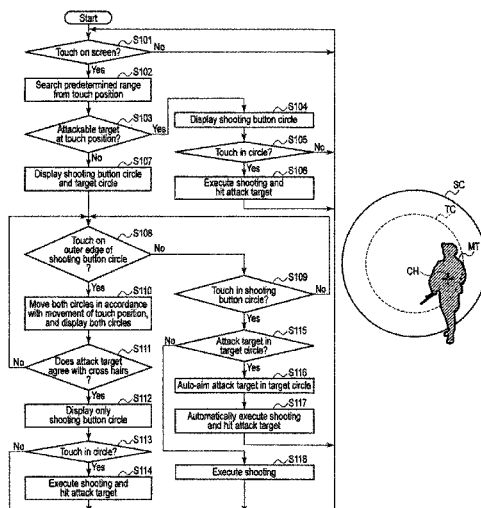 Start
S101
Touch on screen?
No
Yes
S102
Search predetermined range
from touch position
S103
Attackable target
at touch position?
Yes
No
S104
Display shooting button circle
S105
Touch in circle?
No
Yes
S106
Execute shooting and
hit attack target
S107
Display shooting button circle
and target circle
S108
Touch on
outer edge of
shooting button circle
?
No
Yes
S109
Touch in shooting
button circle?
No
Yes
S110
Move both circles in accordance
with movement of touch position,
and display both circles
S111
Does attack target
agree with cross hairs
?
No
Yes
S112
Display only
shooting button circle
S113
Touch in circle?
No
Yes
S114
Execute shooting and
hit attack target
S115
Attack target in
target circle?
No
Yes
S116
Auto-aim attack target in target circle
S117
Automatically execute shooting
and hit attack target
S118
Execute shooting
SC
TC
MT
CH